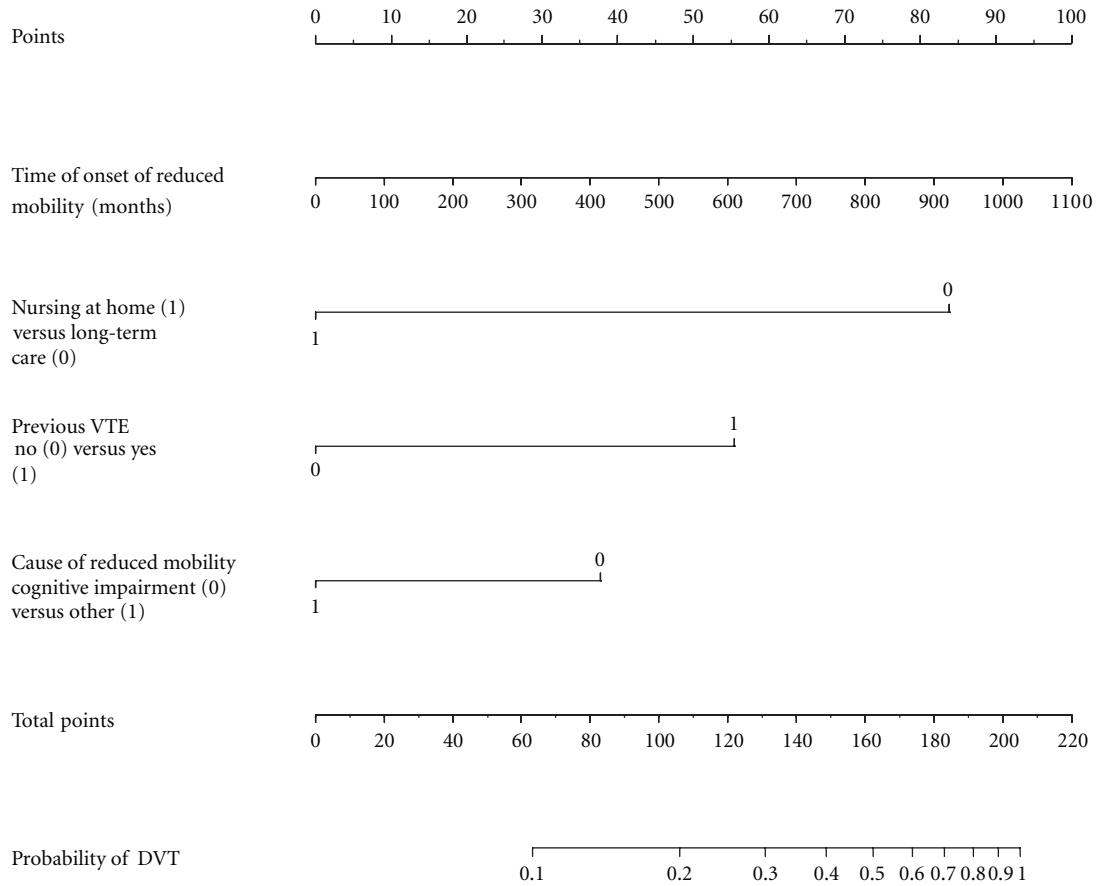 0 10 20 30 40 50 60 70 80 90 100
Points
Time of onset of reduced
mobility (months)
0 100 200 300 400 500 600 700 800 900 1000 1100
0
Nursing at home (1)
versus long-term
care (0)
1
Previous VTE
no (0) versus yes
(1)
1
0
Cause of reduced mobility
cognitive impairment (0)
versus other (1)
0
1
Total points
0 20 40 60 80 100 120 140 160 180 200 220
Probability of DVT
0.1 0.2 0.3 0.4 0.5 0.6 0.7 0.8 0.9 1